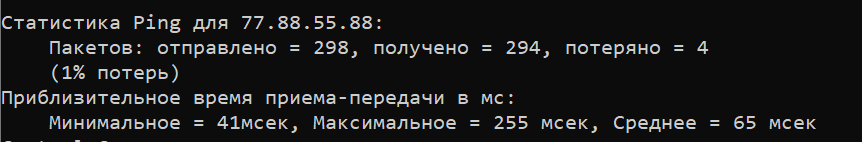 Статистика Ping для 77.88.55.88:
Пакетов: отправлено = 298, получено = 294, потеряно = 4
(1% потерь)
Приблизительное время приема-передачи в мс:
Минимальное = 41мсек, Максимальное = 255 мсек, Среднее = 65 мсек